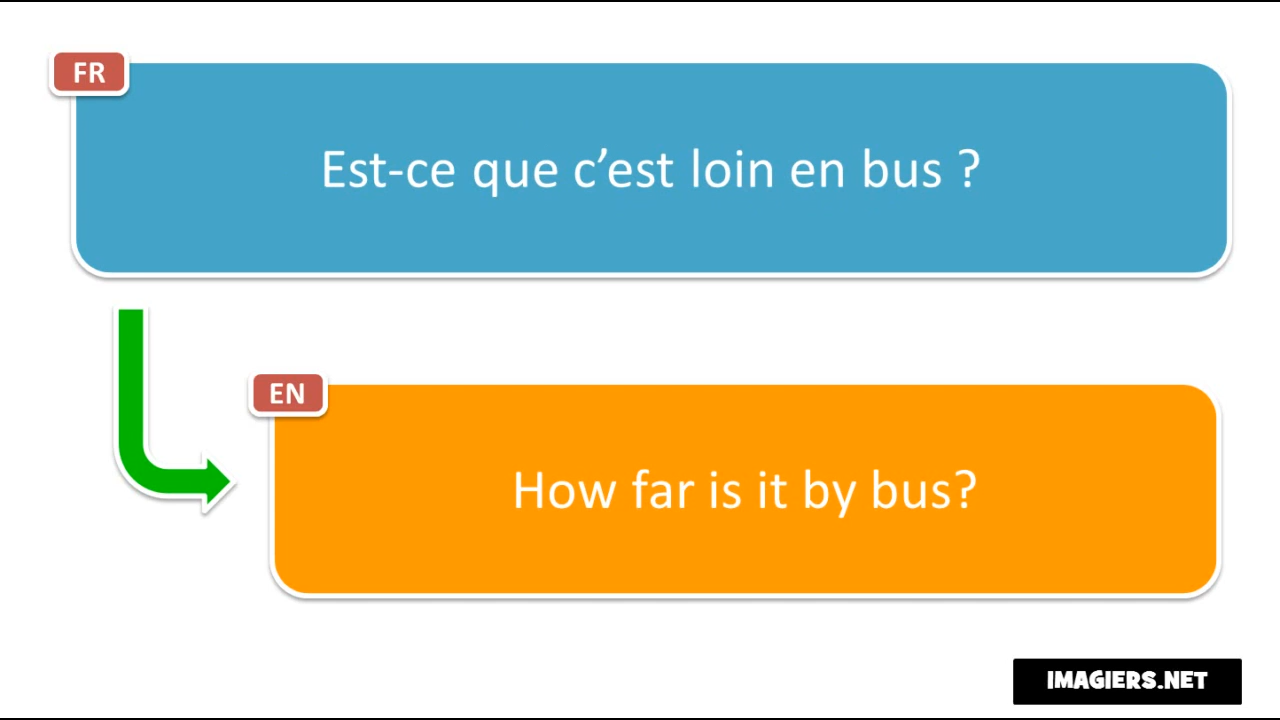 FR
Est-ce que c’est loin en bus ?
EN
How far is it by bus?
IMAGIERS.NET